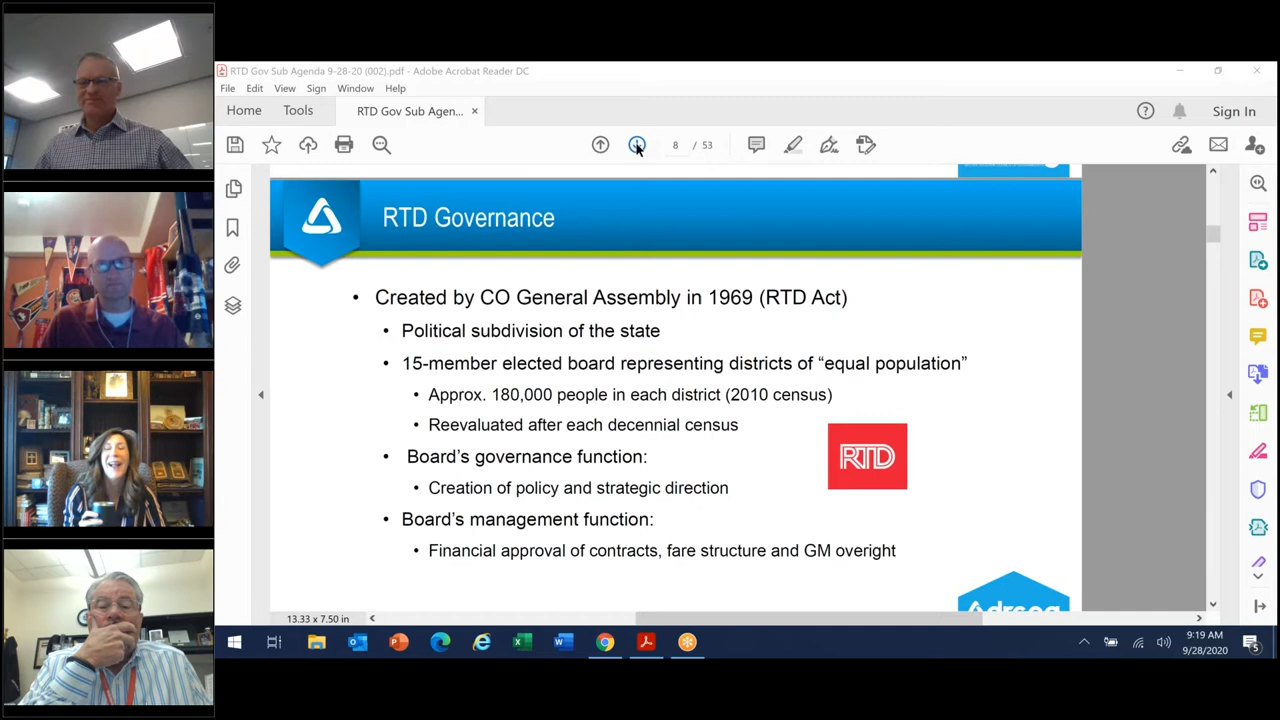 RTD Gov Sub Agenda 9-28-20 (002).pdf - Adobe Acrobat Reader DC
File Edit View Sign Window Help
Home Tools RTD Gov Sub Agen... × Sign In
8 / 53
RTD Governance
• Created by CO General Assembly in 1969 (RTD Act)
• Political subdivision of the state
• 15-member elected board representing districts of “equal population”
• Approx. 180,000 people in each district (2010 census)
• Reevaluated after each decennial census
RTD
• Board’s governance function:
• Creation of policy and strategic direction
• Board’s management function:
• Financial approval of contracts, fare structure and GM overight
drcog
13.33 x 7.50 in
9:19 AM
9/28/2020
5